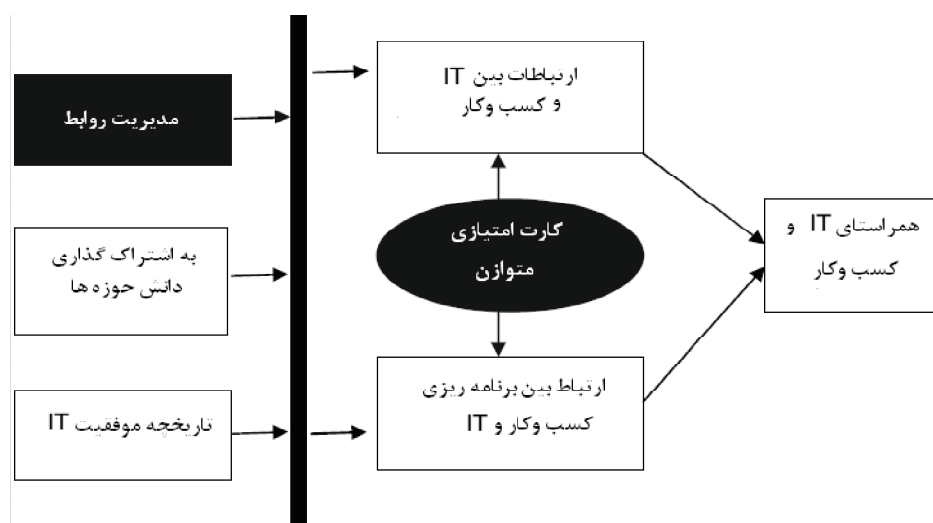 مدیریت روابط
به اشتراک گذاری
دانش حوزه ها
تاریخچه موفقیت IT
ارتباطات بین IT
و کسب وکار
کارت امتیازی
متوازن
ارتباط بین برنامه ریزی
کسب وکار و IT
همراستای IT و
کسب وکار